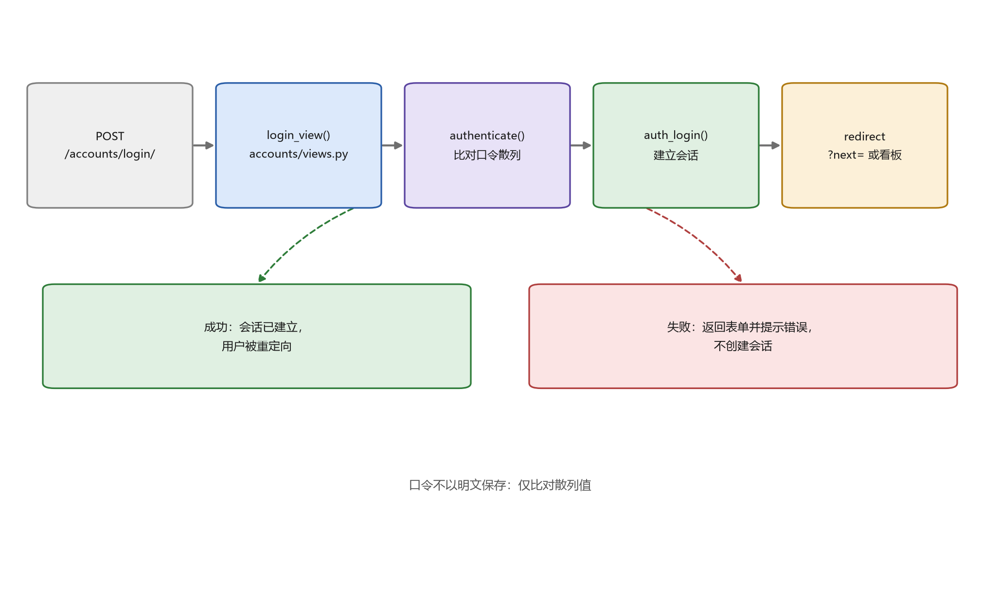 POST
/accounts/login/
login_view()
accounts/views.py
authenticate()
比对口令散列
auth_login()
建立会话
redirect
?next= 或看板
成功：会话已建立，
用户被重定向
失败：返回表单并提示错误，
不创建会话
口令不以明文保存：仅比对散列值